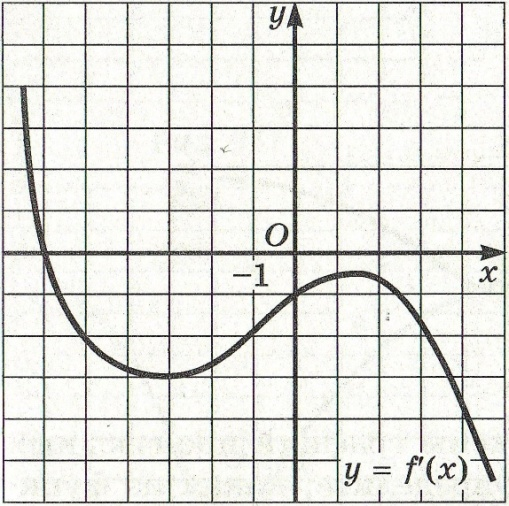 y
O
−1
x
y = f′(x)